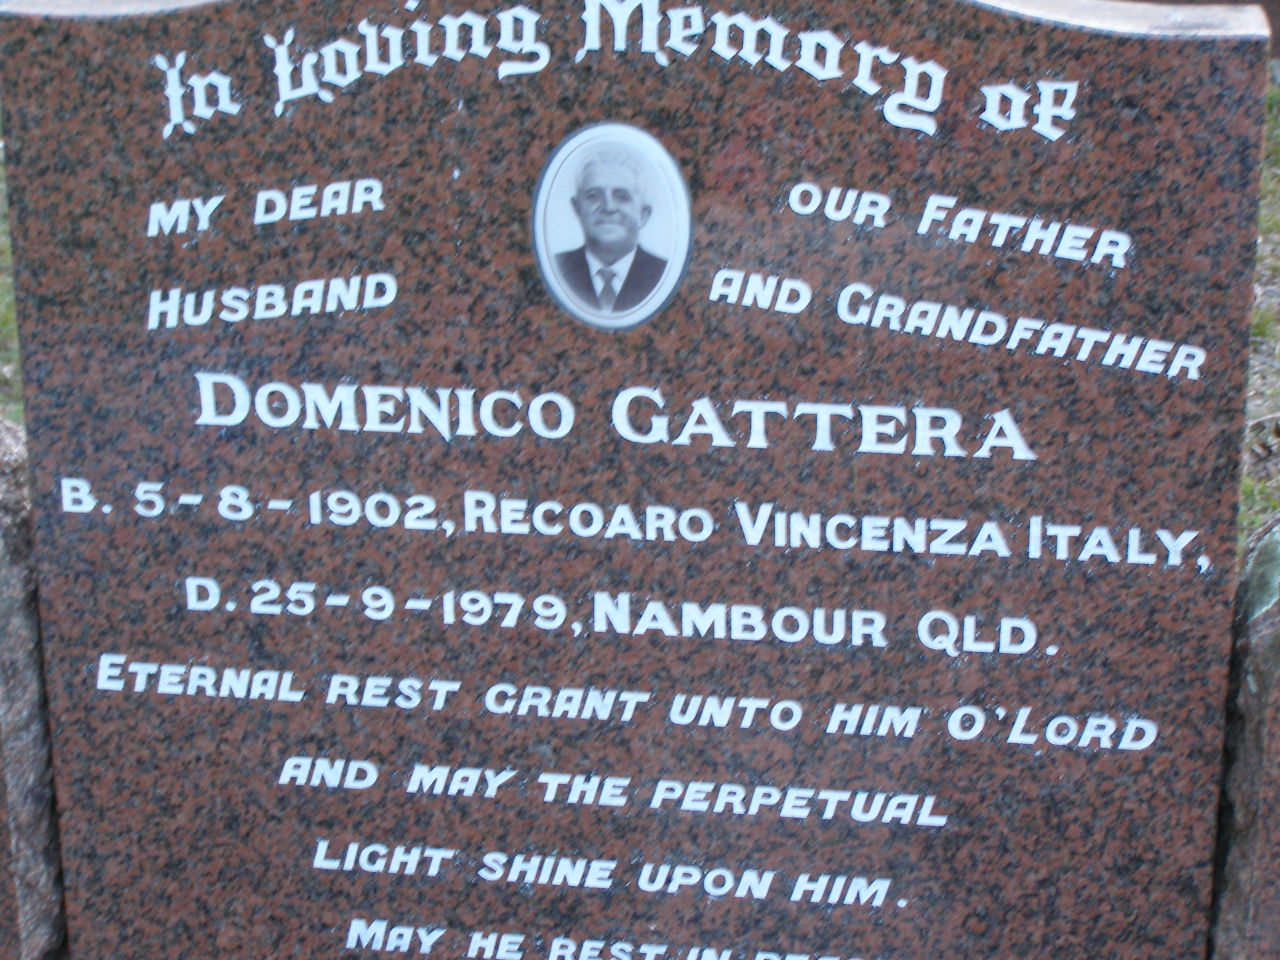 In Loving Memory of
MY DEAR
HUSBAND
OUR FATHER
AND GRANDFATHER
DOMENICO GATTERA
B. 5-8-1902, RECOARO VINCENZA ITALY,
D. 25-9-1979, NAMBOUR QLD.
ETERNAL REST GRANT UNTO HIM O'LORD
AND MAY THE PERPETUAL
LIGHT SHINE UPON HIM.
MAY HE REST IN